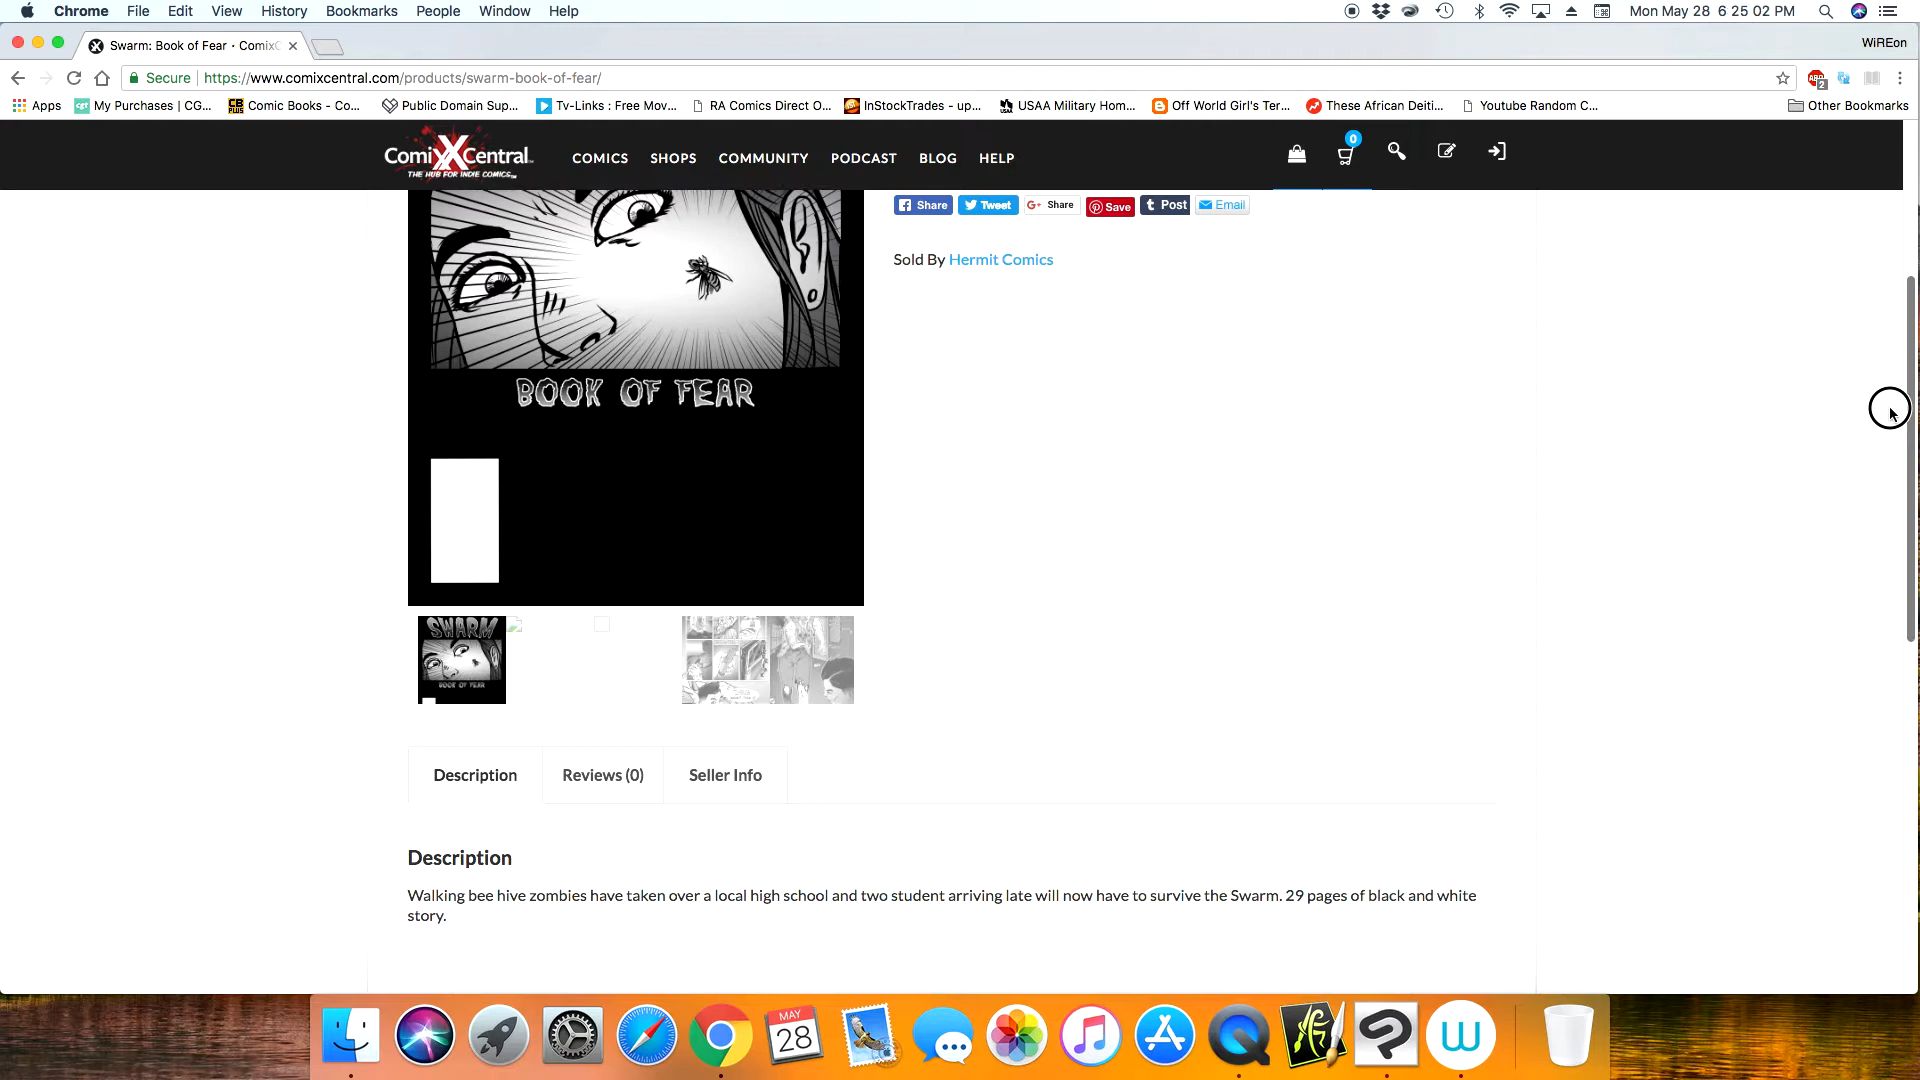 Chrome File Edit View History Bookmarks People Window Help Mon May 28 6 25 02 PM
Swarm: Book of Fear • ComixC WiREon
Secure https://www.comixcentral.com/products/swarm-book-of-fear/
Apps My Purchases | CG... Comic Books - Co... Public Domain Sup... Tv-Links : Free Mov... RA Comics Direct O... InStockTrades - up... USAA Military Hom... Off World Girl's Ter... These African Deiti... Youtube Random C... Other Bookmarks
ComiXCentral
THE HUB FOR INDIE COMICS
COMICS SHOPS COMMUNITY PODCAST BLOG HELP 0
Share Tweet G+ Share Save Post Email
Sold By Hermit Comics
BOOK OF FEAR
SWARM
BOOK OF FEAR
Description Reviews (0) Seller Info
Description
Walking bee hive zombies have taken over a local high school and two student arriving late will now have to survive the Swarm. 29 pages of black and white
story.
MAY
28